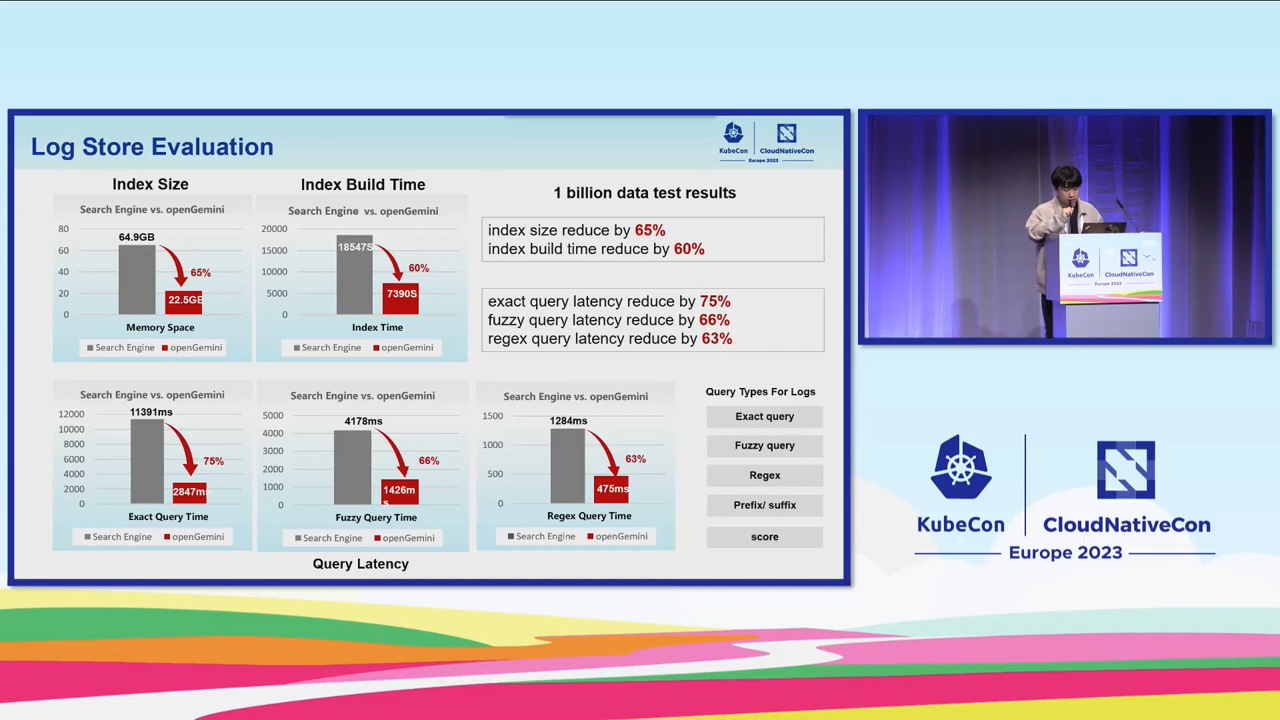 Log Store Evaluation
KubeCon
CloudNativeCon
Europe 2023
Index Size
Search Engine vs. openGemini
80
60
40
20
0
64.9GB
65%
22.5GB
Memory Space
Search Engine openGemini
Index Build Time
Search Engine vs. openGemini
20000
15000
10000
5000
0
18547S
60%
7390S
Index Time
Search Engine openGemini
1 billion data test results
index size reduce by 65%
index build time reduce by 60%
exact query latency reduce by 75%
fuzzy query latency reduce by 66%
regex query latency reduce by 63%
Search Engine vs. openGemini
12000
10000
8000
6000
4000
2000
0
11391ms
75%
2847ms
Exact Query Time
Search Engine openGemini
Search Engine vs. openGemini
5000
4000
3000
2000
1000
0
4178ms
66%
1426m
s
Fuzzy Query Time
Search Engine openGemini
Search Engine vs. openGemini
1500
1000
500
0
1284ms
63%
475ms
Regex Query Time
Search Engine openGemini
Query Latency
Query Types For Logs
Exact query
Fuzzy query
Regex
Prefix/ suffix
score
KubeCon
CloudNativeCon
Europe 2023
KubeCon
CloudNativeCon
Europe 2023